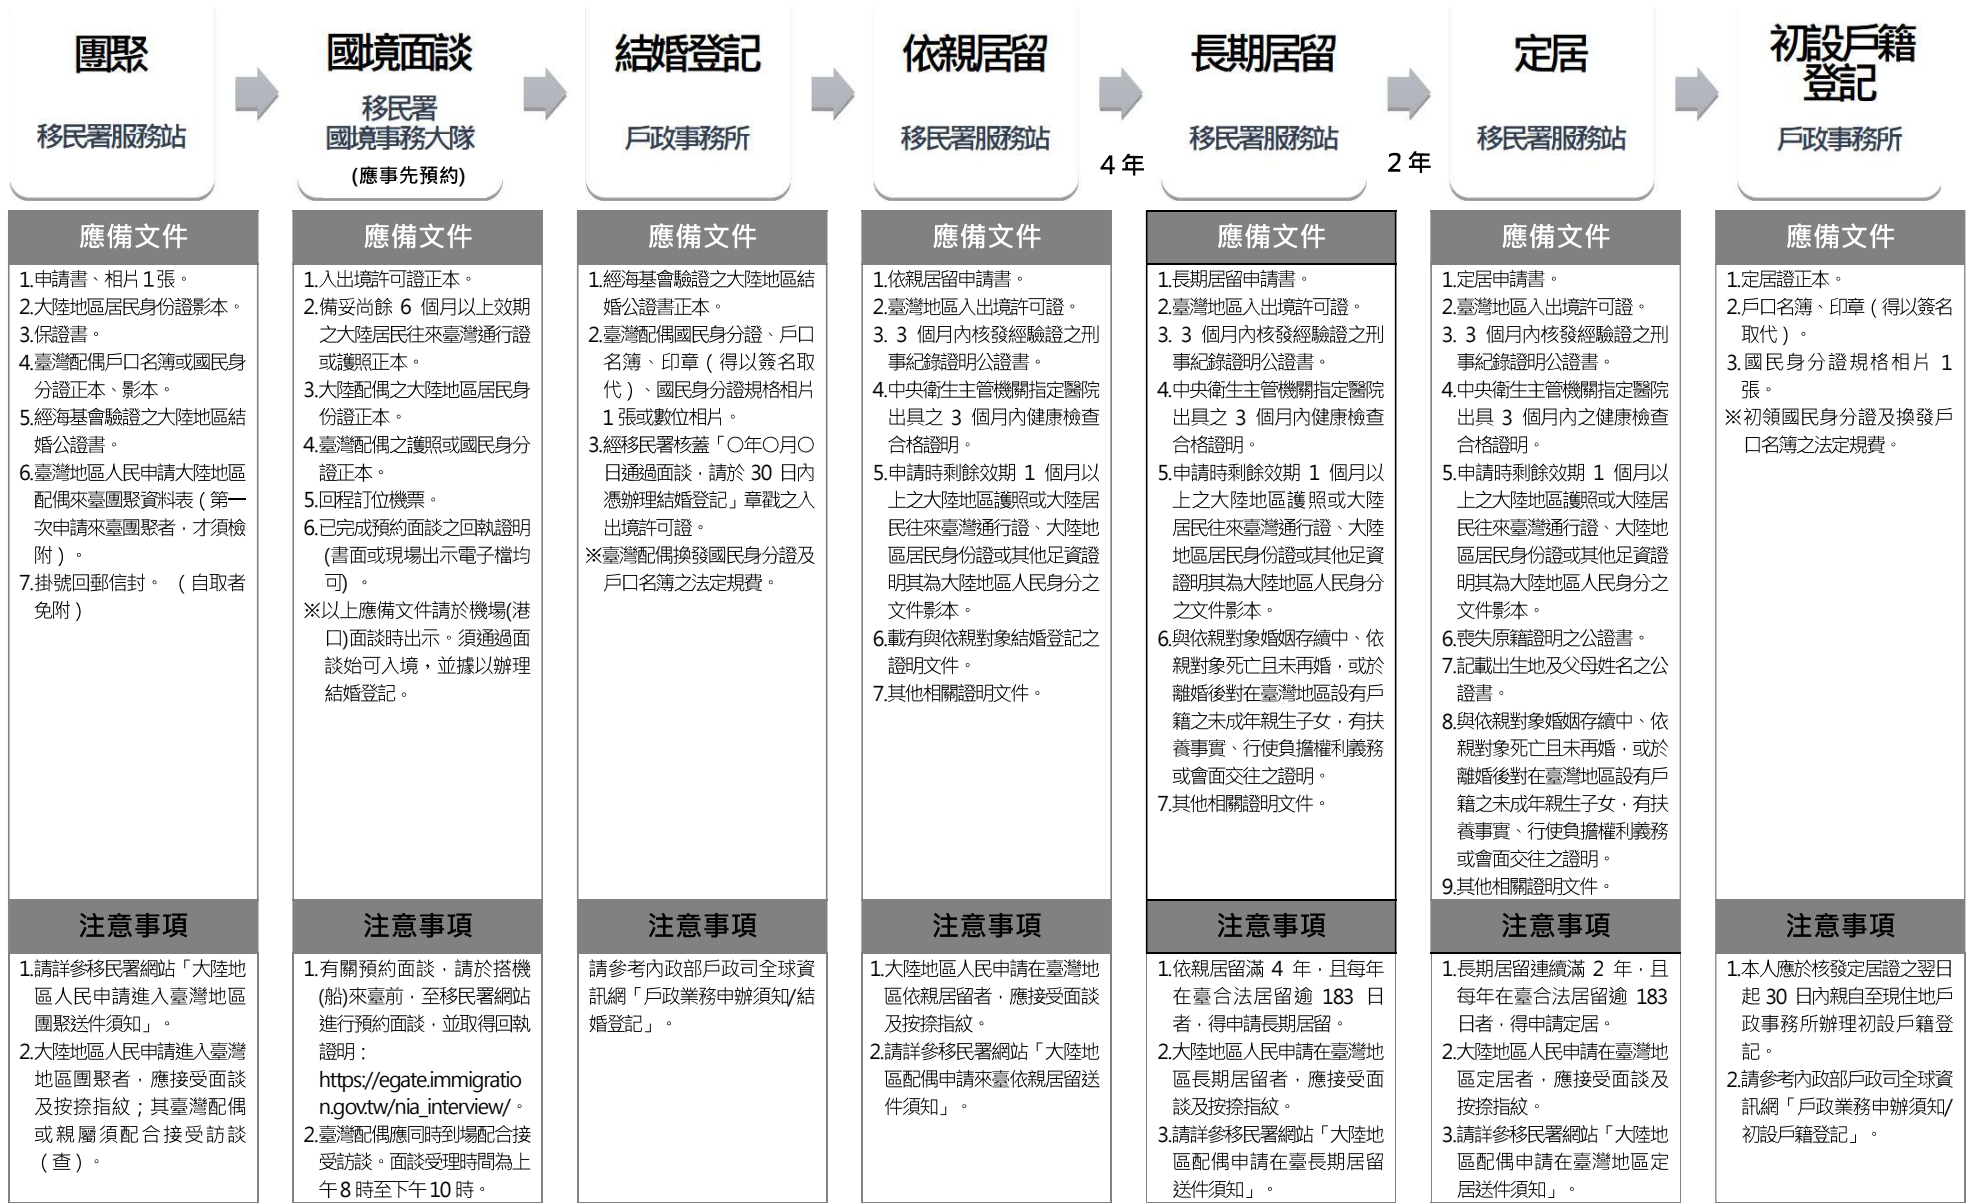 團聚
移民署服務站
國境面談
移民署
國境事務大隊
(應事先預約)
結婚登記
戶政事務所
依親居留
移民署服務站
4 年
長期居留
移民署服務站
2 年
定居
移民署服務站
初設戶籍
登記
戶政事務所
應備文件
1.申請書、相片1張。
2.大陸地區居民身份證影本。
3.保證書。
4.臺灣配偶戶口名簿或國民身
分證正本、影本。
5.經海基會驗證之大陸地區結
婚公證書。
6.臺灣地區人民申請大陸地區
配偶來臺團聚資料表（第一
次申請來臺團聚者，才須檢
附）。
7.掛號回郵信封。（自取者
免附）
注意事項
1.請詳參移民署網站「大陸地
區人民申請進入臺灣地區
團聚送件須知」。
2.大陸地區人民申請進入臺灣
地區團聚者，應接受面談
及按捺指紋；其臺灣配偶
或親屬須配合接受訪談
（查）。
應備文件
1.入出境許可證正本。
2.備妥尚餘 6 個月以上效期
之大陸居民往來臺灣通行證
或護照正本。
3.大陸配偶之大陸地區居民身
份證正本。
4.臺灣配偶之護照或國民身分
證正本。
5.回程訂位機票。
6.已完成預約面談之回執證明
(書面或現場出示電子檔均
可) 。
※以上應備文件請於機場(港
口)面談時出示。須通過面
談始可入境，並據以辦理
結婚登記。
注意事項
1.有關預約面談，請於搭機
(船)來臺前，至移民署網站
進行預約面談，並取得回執
證明：
https://egate.immigratio
n.gov.tw/nia_interview/。
2.臺灣配偶應同時到場配合接
受訪談。面談受理時間為上
午8時至下午10時。
應備文件
1.經海基會驗證之大陸地區結
婚公證書正本。
2.臺灣配偶國民身分證、戶口
名簿、印章（得以簽名取
代）、國民身分證規格相片
1張或數位相片。
3.經移民署核蓋「○年○月○
日通過面談，請於 30 日內
憑辦理結婚登記」章戳之入
出境許可證。
※臺灣配偶換發國民身分證及
戶口名簿之法定規費。
注意事項
請參考內政部戶政司全球資
訊網「戶政業務申辦須知/結
婚登記」。
應備文件
1.依親居留申請書。
2.臺灣地區入出境許可證。
3. 3 個月內核發經驗證之刑
事紀錄證明公證書。
4.中央衛生主管機關指定醫院
出具之 3 個月內健康檢查
合格證明。
5.申請時剩餘效期 1 個月以
上之大陸地區護照或大陸居
民往來臺灣通行證、大陸地
區居民身份證或其他足資證
明其為大陸地區人民身分之
文件影本。
6.載有與依親對象結婚登記之
證明文件。
7.其他相關證明文件。
注意事項
1.大陸地區人民申請在臺灣地
區依親居留者，應接受面談
及按捺指紋。
2.請詳參移民署網站「大陸地
區配偶申請來臺依親居留送
件須知」。
應備文件
1.長期居留申請書。
2.臺灣地區入出境許可證。
3. 3 個月內核發經驗證之刑
事紀錄證明公證書。
4.中央衛生主管機關指定醫院
出具之 3 個月內健康檢查
合格證明。
5.申請時剩餘效期 1 個月以
上之大陸地區護照或大陸
居民往來臺灣通行證、大陸
地區居民身份證或其他足資
證明其為大陸地區人民身分
之文件影本。
6.與依親對象婚姻存續中、依
親對象死亡且未再婚，或於
離婚後對在臺灣地區設有戶
籍之未成年親生子女，有扶
養事實、行使負擔權利義務
或會面交往之證明。
7.其他相關證明文件。
注意事項
1.依親居留滿 4 年，且每年
在臺合法居留逾 183 日
者，得申請長期居留。
2.大陸地區人民申請在臺灣地
區長期居留者，應接受面
談及按捺指紋。
3.請詳參移民署網站「大陸地
區配偶申請在臺長期居留
送件須知」。
應備文件
1.定居申請書。
2.臺灣地區入出境許可證。
3. 3 個月內核發經驗證之刑
事紀錄證明公證書。
4.中央衛生主管機關指定醫院
出具 3 個月內之健康檢查
合格證明。
5.申請時剩餘效期 1 個月以
上之大陸地區護照或大陸居
民往來臺灣通行證、大陸地
區居民身份證或其他足資證
明其為大陸地區人民身分之
文件影本。
6.喪失原籍證明之公證書。
7.記載出生地及父母姓名之公
證書。
8.與依親對象婚姻存續中、依
親對象死亡且未再婚，或於
離婚後對在臺灣地區設有戶
籍之未成年親生子女，有扶
養事實、行使負擔權利義務
或會面交往之證明。
9.其他相關證明文件。
注意事項
1.長期居留連續滿 2 年，且
每年在臺合法居留逾 183
日者，得申請定居。
2.大陸地區人民申請在臺灣地
區定居者，應接受面談及
按捺指紋。
3.請詳參移民署網站「大陸地
區配偶申請在臺灣地區定
居送件須知」。
應備文件
1.定居證正本。
2.戶口名簿、印章（得以簽名
取代）。
3.國民身分證規格相片 1
張。
※初領國民身分證及換發戶
口名簿之法定規費。
注意事項
1.本人應於核發定居證之翌日
起 30 日內親自至現住地戶
政事務所辦理初設戶籍登
記。
2.請參考內政部戶政司全球資
訊網「戶政業務申辦須知/
初設戶籍登記」。